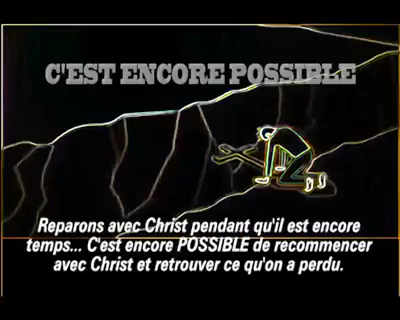 C'EST ENCORE POSSIBLE
Reparons avec Christ pendant qu'il est encore
temps... C'est encore POSSIBLE de recommencer
avec Christ et retrouver ce qu'on a perdu.